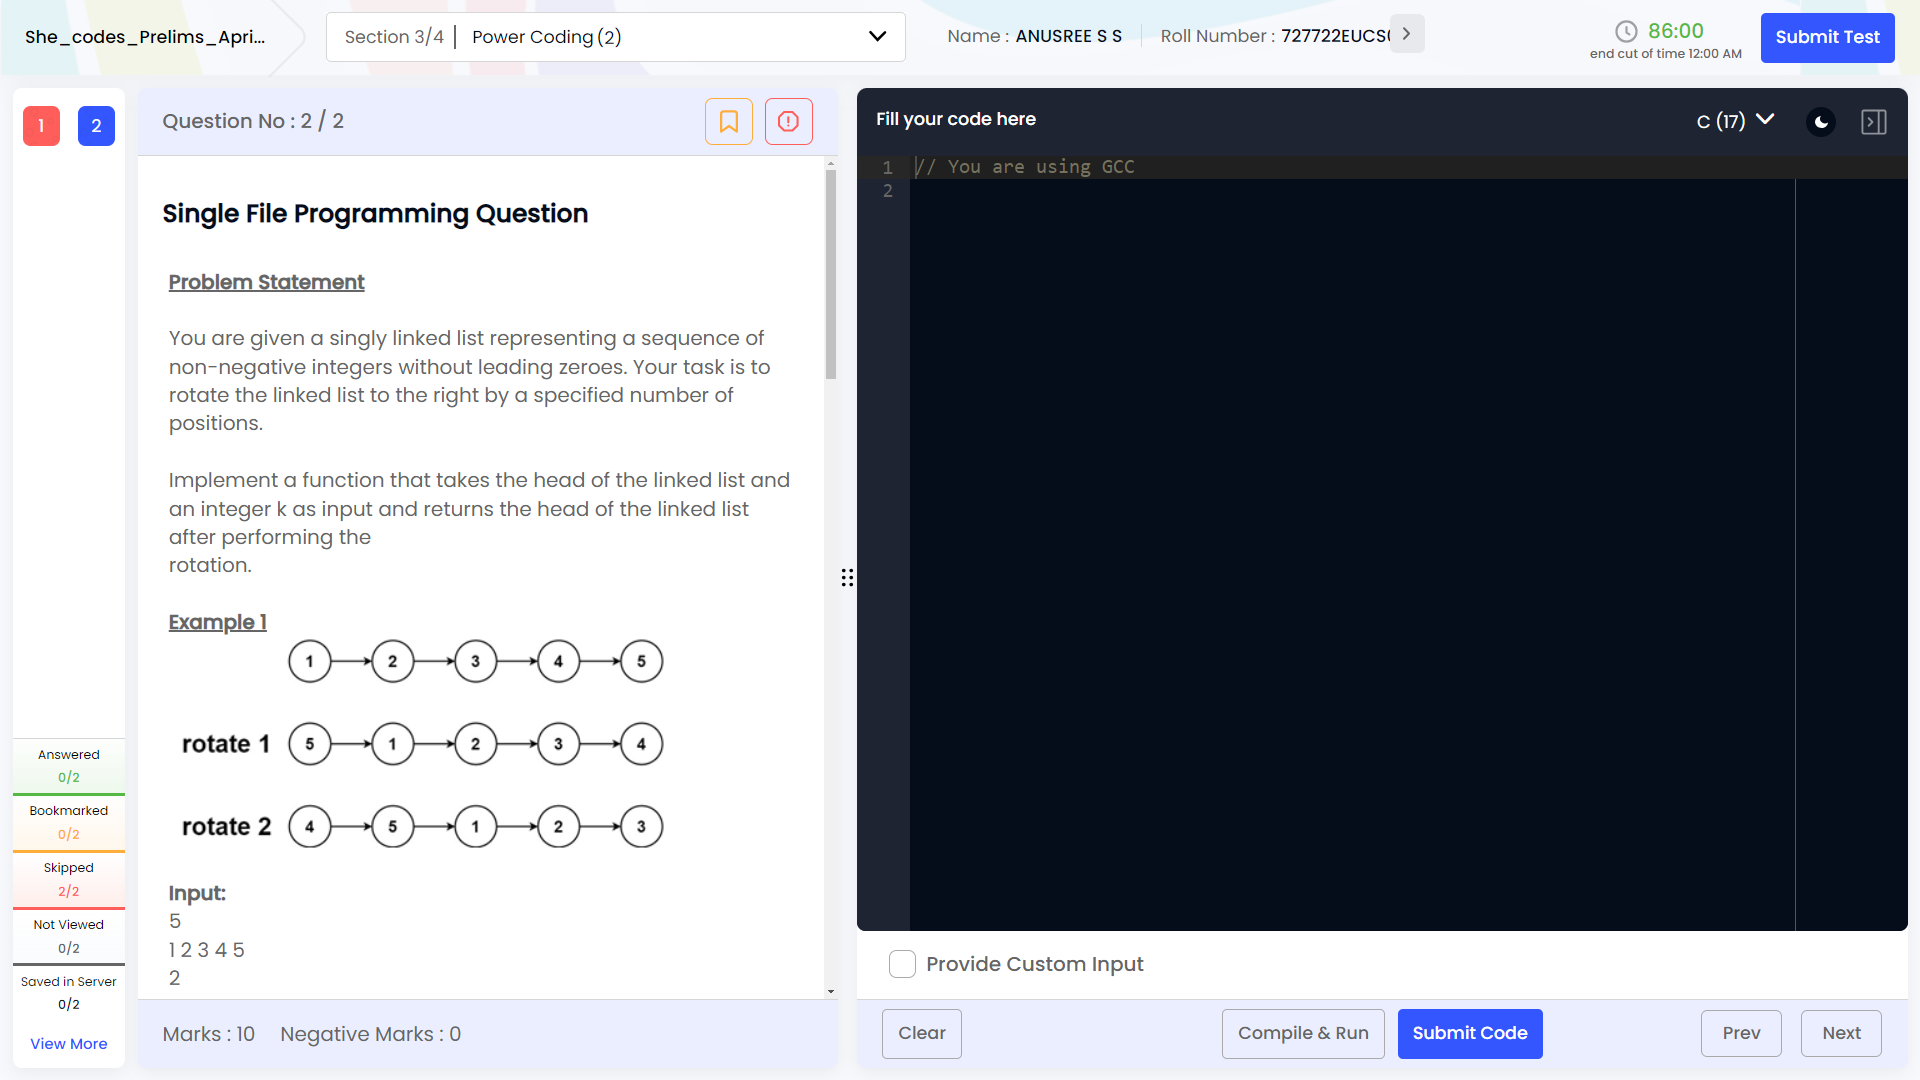 She_codes_Prelims_Apri...
Section 3/4 | Power Coding (2)
Name : ANUSREE S S
Roll Number : 727722EUCS
86:00
end cut of time 12:00 AM
Submit Test
1
2
Question No : 2 / 2
Single File Programming Question
Problem Statement
You are given a singly linked list representing a sequence of
non-negative integers without leading zeroes. Your task is to
rotate the linked list to the right by a specified number of
positions.
Implement a function that takes the head of the linked list and
an integer k as input and returns the head of the linked list
after performing the
rotation.
Example 1
1 2 3 4 5
rotate 1 5 1 2 3 4
rotate 2 4 5 1 2 3
Input:
5
1 2 3 4 5
2
Marks : 10 Negative Marks : 0
Answered
0/2
Bookmarked
0/2
Skipped
2/2
Not Viewed
0/2
Saved in Server
0/2
View More
Fill your code here
C (17)
1 // You are using GCC
2
Provide Custom Input
Clear
Compile & Run
Submit Code
Prev
Next